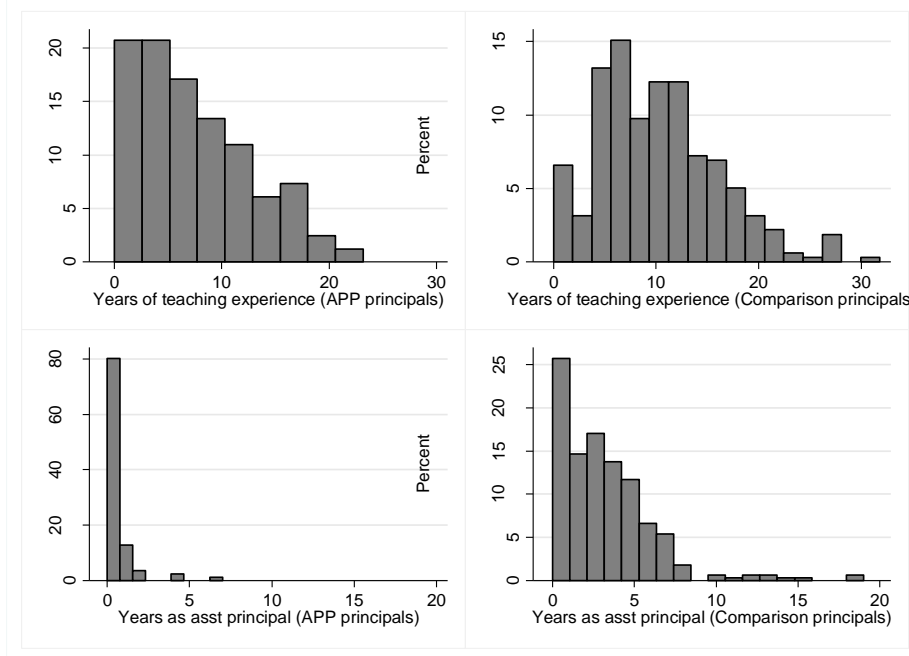 20
15
10
5
0
0 10 20 30
Years of teaching experience (APP principals)
Percent
15
10
5
0
0 10 20 30
Years of teaching experience (Comparison principals
80
60
40
20
0
0 5 10 15 20
Years as asst principal (APP principals)
Percent
25
20
15
10
5
0
0 5 10 15 20
Years as asst principal (Comparison principals)